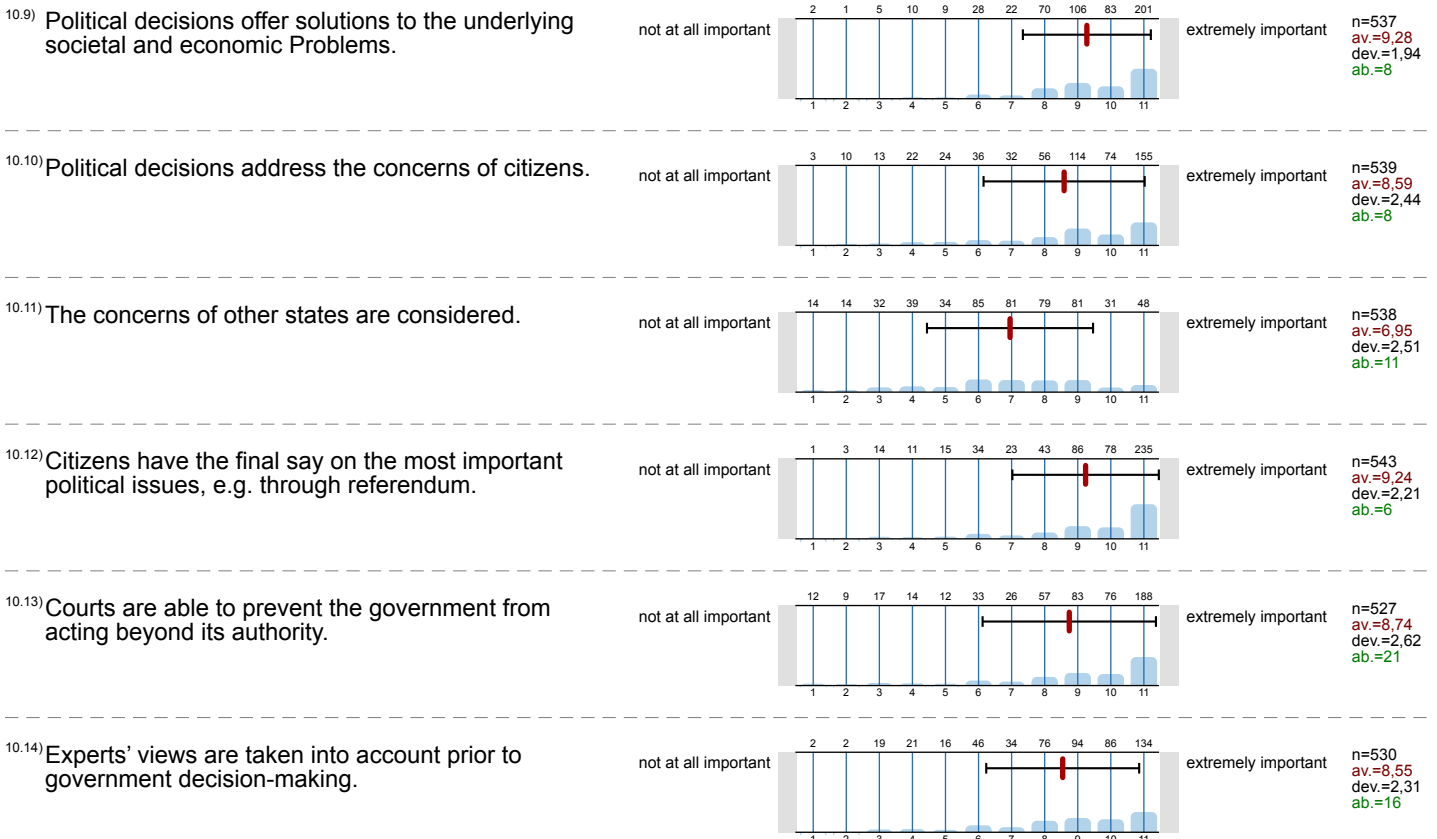 2 1 5 10 9 28 22 70 106 83 201
10.9) Political decisions offer solutions to the underlying
societal and economic Problems.
not at all important
extremely important
n=537
av.=9,28
dev.=1,94
ab.=8
1 2 3 4 5 6 7 8 9 10 11
3 10 13 22 24 36 32 56 114 74 155
10.10) Political decisions address the concerns of citizens.
not at all important
extremely important
n=539
av.=8,59
dev.=2,44
ab.=8
1 2 3 4 5 6 7 8 9 10 11
14 14 32 39 34 85 81 79 81 31 48
10.11) The concerns of other states are considered.
not at all important
extremely important
n=538
av.=6,95
dev.=2,51
ab.=11
1 2 3 4 5 6 7 8 9 10 11
1 3 14 11 15 34 23 43 86 78 235
10.12) Citizens have the final say on the most important
political issues, e.g. through referendum.
not at all important
extremely important
n=543
av.=9,24
dev.=2,21
ab.=6
1 2 3 4 5 6 7 8 9 10 11
12 9 17 14 12 33 26 57 83 76 188
10.13) Courts are able to prevent the government from
acting beyond its authority.
not at all important
extremely important
n=527
av.=8,74
dev.=2,62
ab.=21
1 2 3 4 5 6 7 8 9 10 11
2 2 19 21 16 46 34 76 94 86 134
10.14) Experts’ views are taken into account prior to
government decision-making.
not at all important
extremely important
n=530
av.=8,55
dev.=2,31
ab.=16
1 2 3 4 5 6 7 8 9 10 11